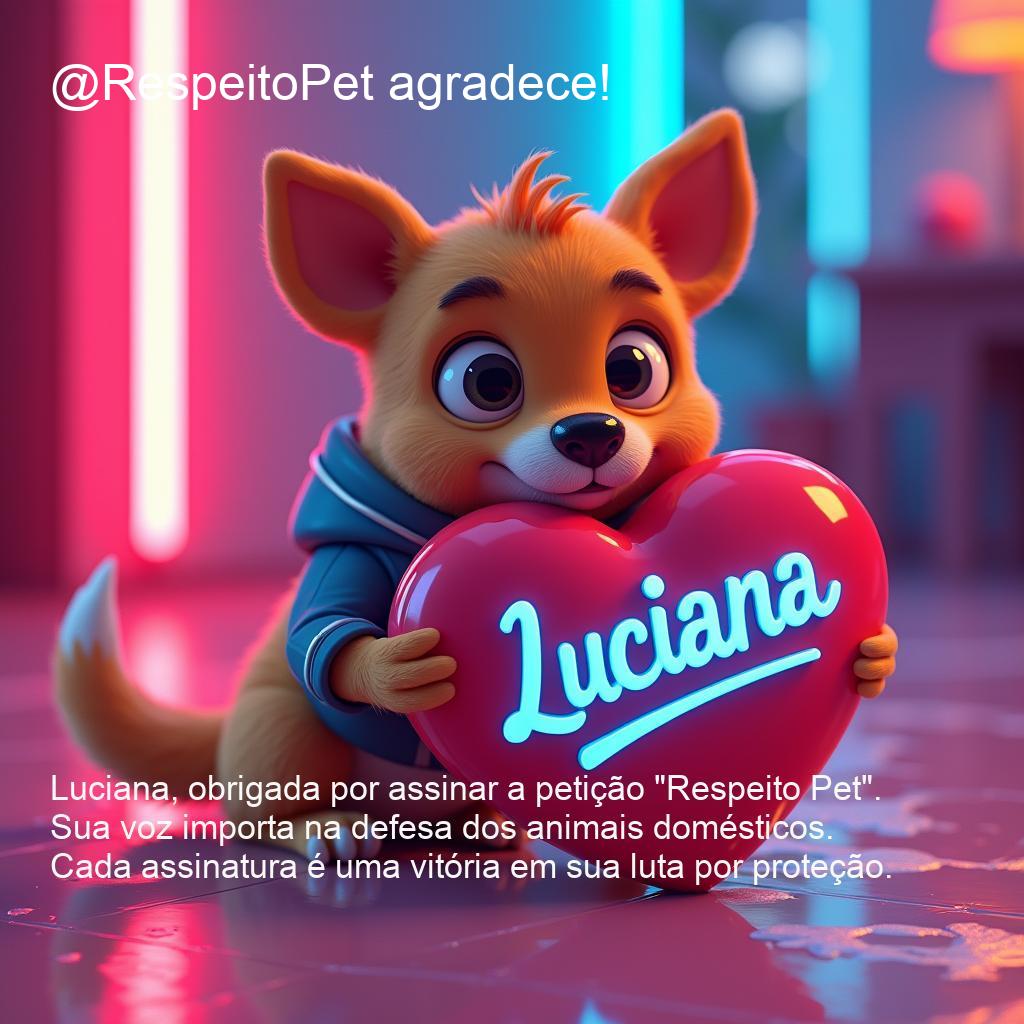 @RespeitoPet agradece!
Luciana
Luciana, obrigada por assinar a petição "Respeito Pet".
Sua voz importa na defesa dos animais domésticos.
Cada assinatura é uma vitória em sua luta por proteção.